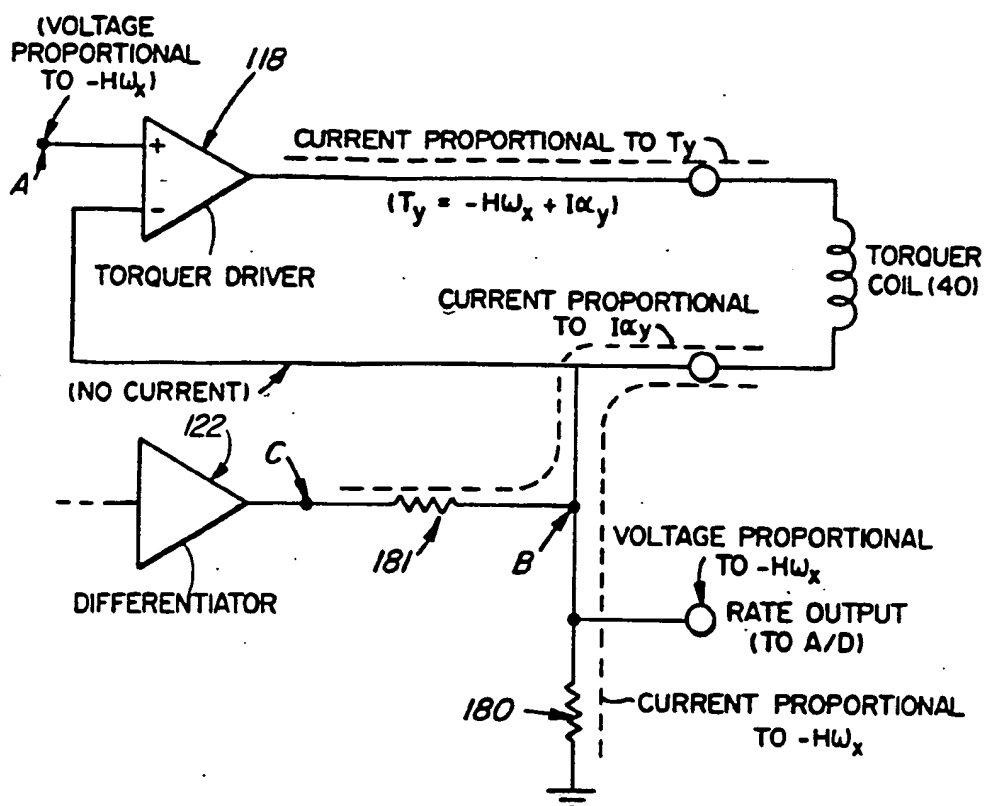 (VOLTAGE
PROPORTIONAL
TO -Hωx)
118
A
+
-
-
TORQUER DRIVER
CURRENT PROPORTIONAL TO Ty
(Ty = -Hωx + Iαy)
TORQUER
COIL (40)
CURRENT PROPORTIONAL
TO Iαy
(NO CURRENT)
122
C
181
B
DIFFERENTIATOR
VOLTAGE PROPORTIONAL
TO -Hωx
RATE OUTPUT
(TO A/D)
180
CURRENT PROPORTIONAL
TO -Hωx